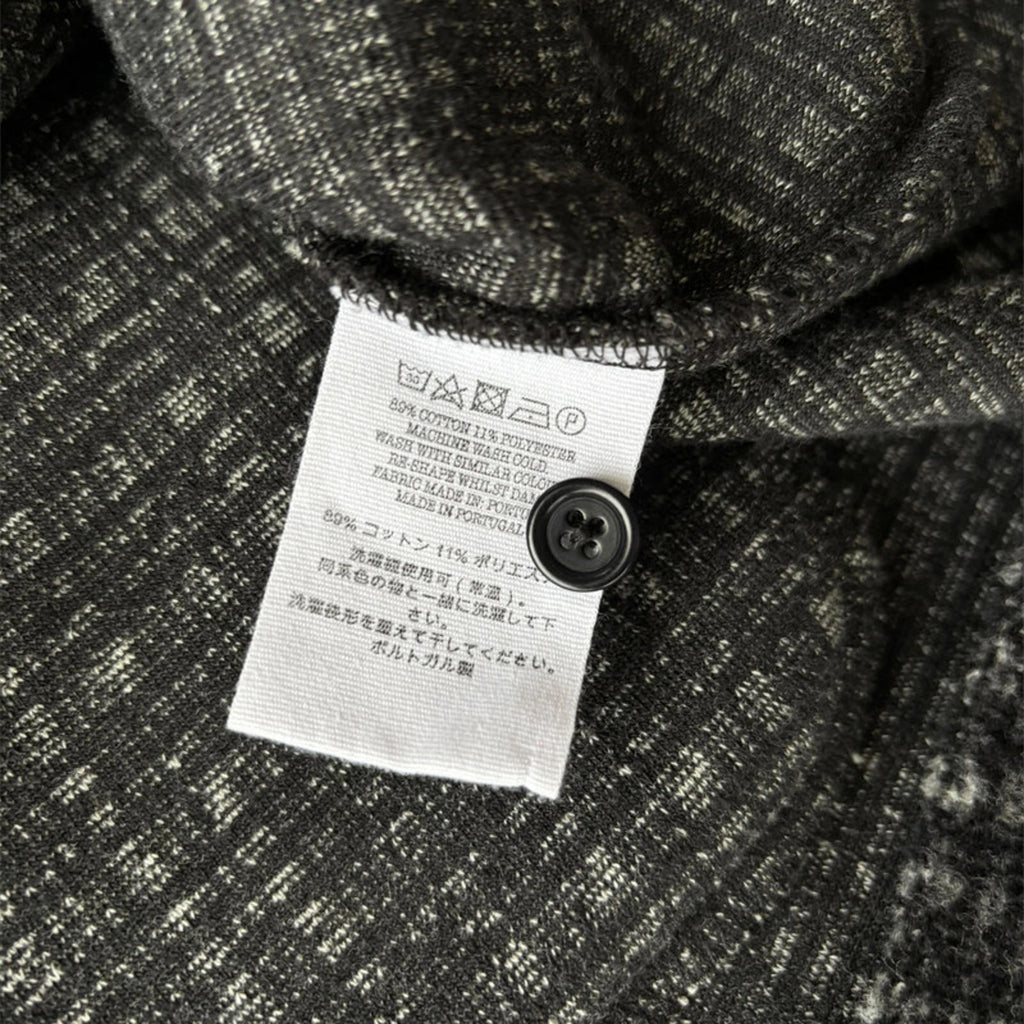 30
P
89% COTTON 11% POLYESTER
MACHINE WASH COLD
WASH WITH SIMILAR
RE-SHAPE WHILST
FABRIC MADE IN:
MADE IN PORTUGAL
89% コットン 11% ポリエス
洗濯機使用可(常温)。
同系色の物と一緒に洗濯して下
さい。
洗濯後形を整えて干してください。
ポルトガル製